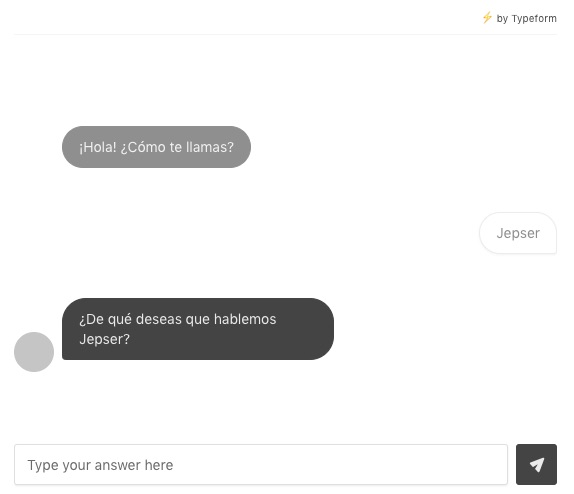 ⚡ by Typeform
¡Hola! ¿Cómo te llamas?
Jepser
¿De qué deseas que hablemos
Jepser?
Type your answer here